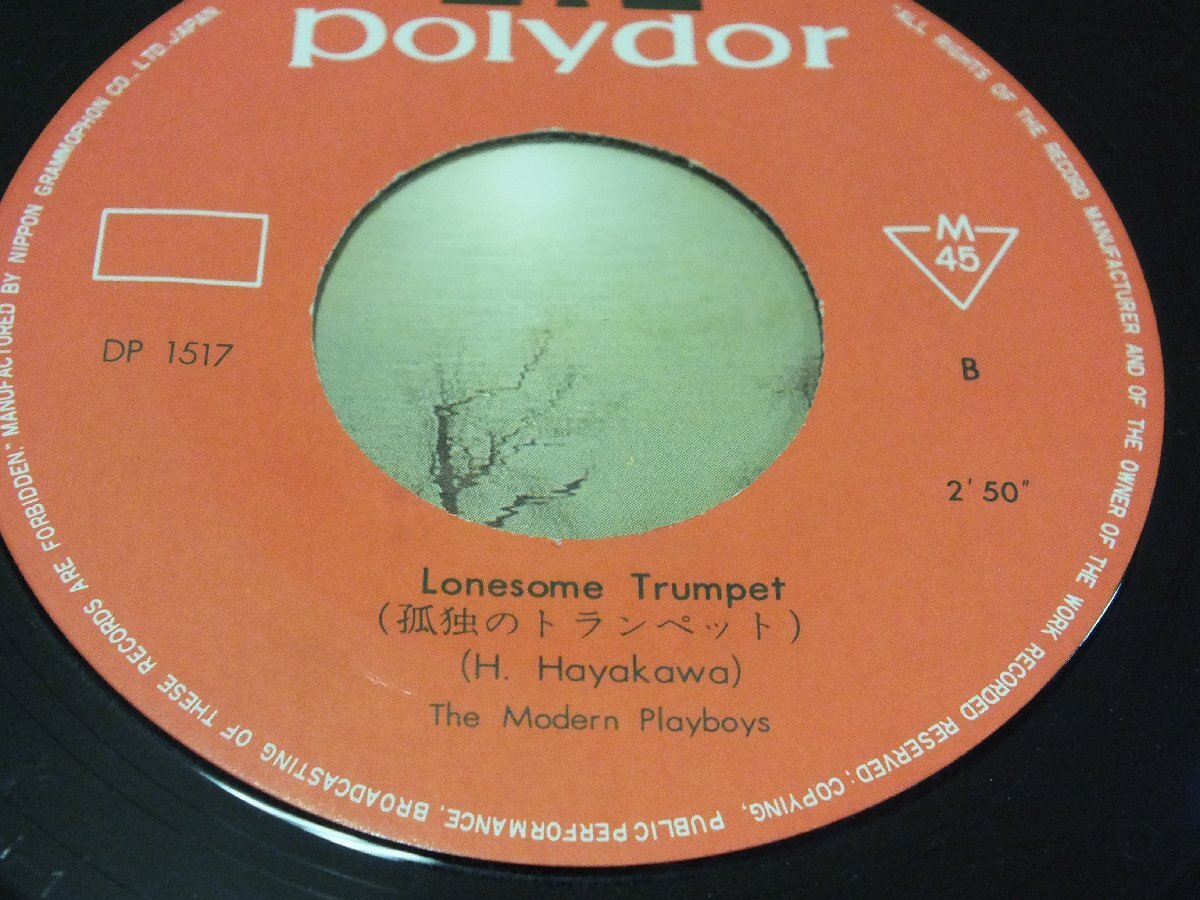 polydor
"ALL RIGHTS OF THE RECORD MANUFACTURER AND OF THE OWNER OF THE WORK RECORDED RESERVED; COPYING, PUBLIC PERFORMANCE, BROADCASTING OF THESE RECORDS ARE FORBIDDEN." MANUFACTURED BY NIPPON GRAMMOPHON CO., LTD. JAPAN
M
45
DP 1517
B
2' 50"
Lonesome Trumpet
(孤独のトランペット)
(H. Hayakawa)
The Modern Playboys